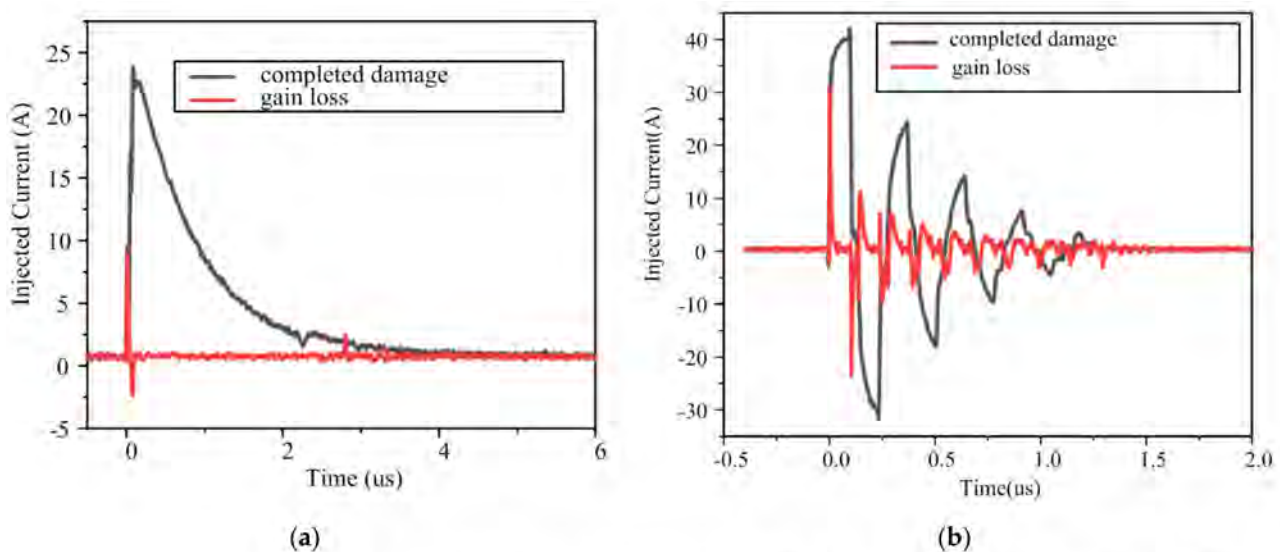 25
20
15
10
5
0
-5
Injected Current (A)
completed damage
gain loss
0
2
4
6
Time (us)
(a)
40
30
20
10
0
-10
-20
-30
Injected Current(A)
completed damage
gain loss
-0.5
0.0
0.5
1.0
1.5
2.0
Time(us)
(b)